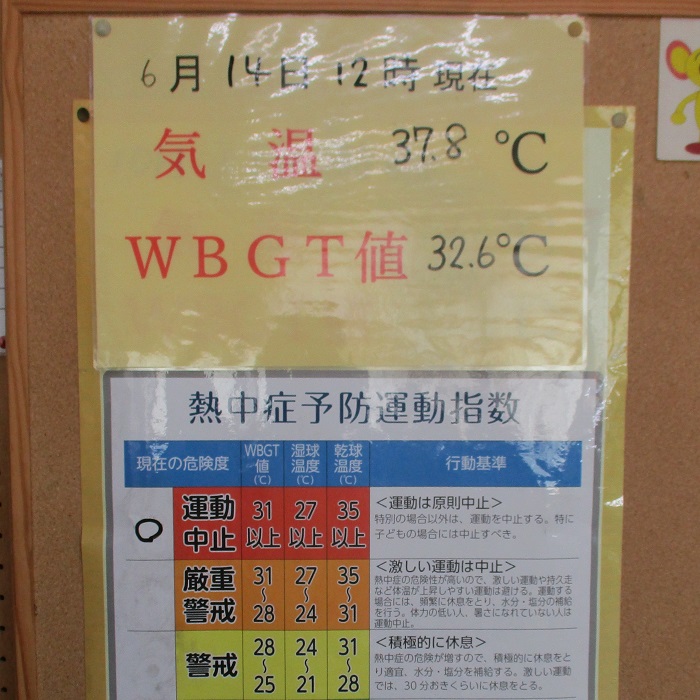 6月14日12時現在
気温 37.8 ℃
WBGT値 32.6℃
熱中症予防運動指数
現在の危険度 WBGT値(℃) 湿球温度(℃) 乾球温度(℃) 行動基準
○ 運動中止 31以上 27以上 35以上
<運動は原則中止>
特別の場合以外は、運動を中止する。特に
子どもの場合には中止すべき。
厳重警戒 31〜28 27〜24 35〜31
<激しい運動は中止>
熱中症の危険性が高いので、激しい運動や持久走
など体温が上昇しやすい運動は避ける。運動する
場合には、頻繁に休息をとり、水分・塩分の補給
を行う。体力の低い人、暑さになれていない人は
運動中止。
警戒 28〜25 24〜21 31〜28
<積極的に休息>
熱中症の危険が増すので、積極的に休息をと
り適宜、水分・塩分を補給する。激しい運動
では、30分おきくらいに休息をとる。